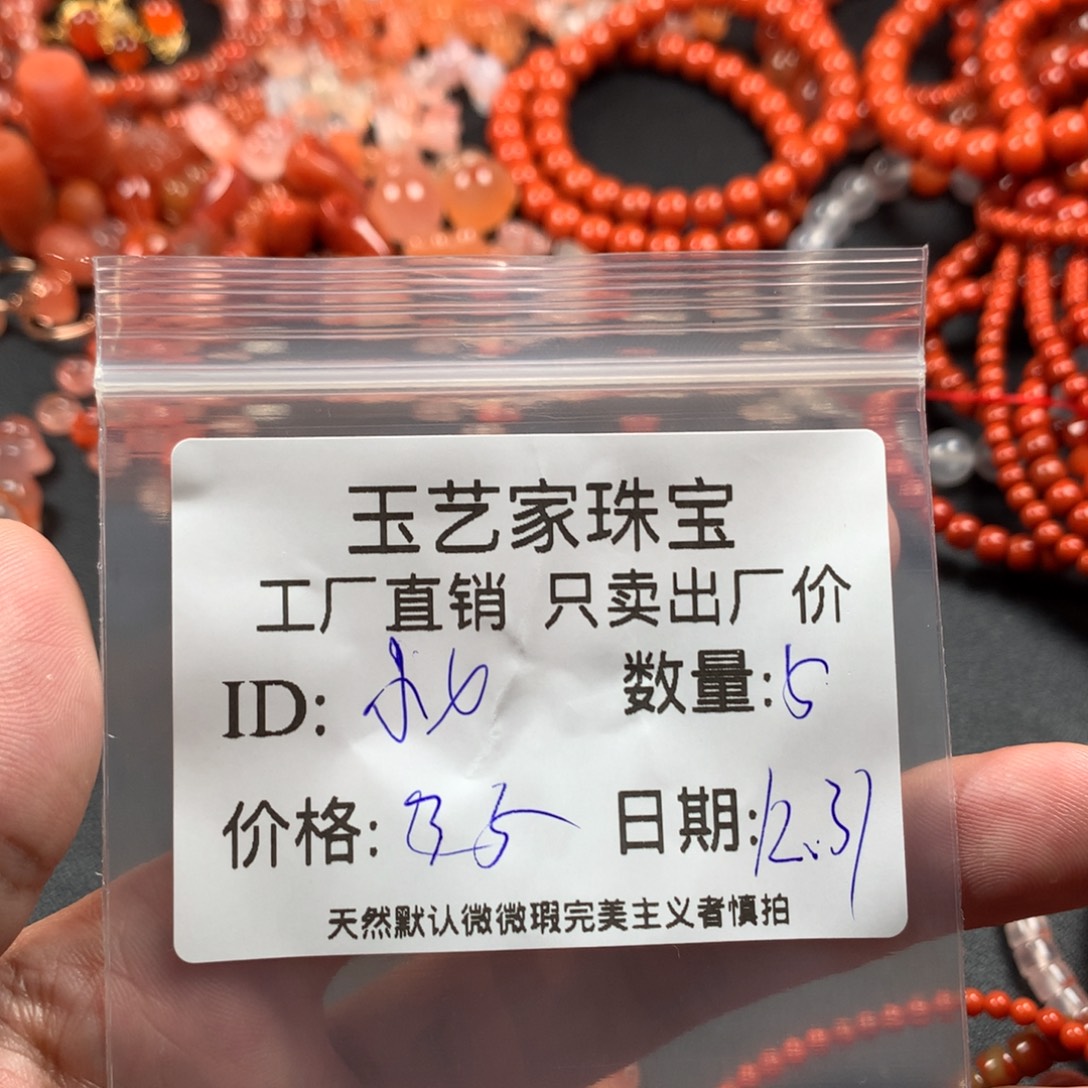 玉艺家珠宝
工厂直销 只卖出厂价
ID: 数量:5
价格: 35 日期:12.31
天然默认微微瑕完美主义者慎拍